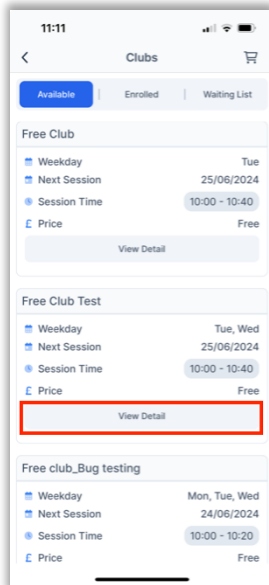 11:11
Clubs
Available Enrolled Waiting List
Free Club
Weekday Tue
Next Session 25/06/2024
Session Time 10:00 - 10:40
£ Price Free
View Detail
Free Club Test
Weekday Tue, Wed
Next Session 25/06/2024
Session Time 10:00 - 10:40
£ Price Free
View Detail
Free club_Bug testing
Weekday Mon, Tue, Wed
Next Session 24/06/2024
Session Time 10:00 - 10:20
£ Price Free